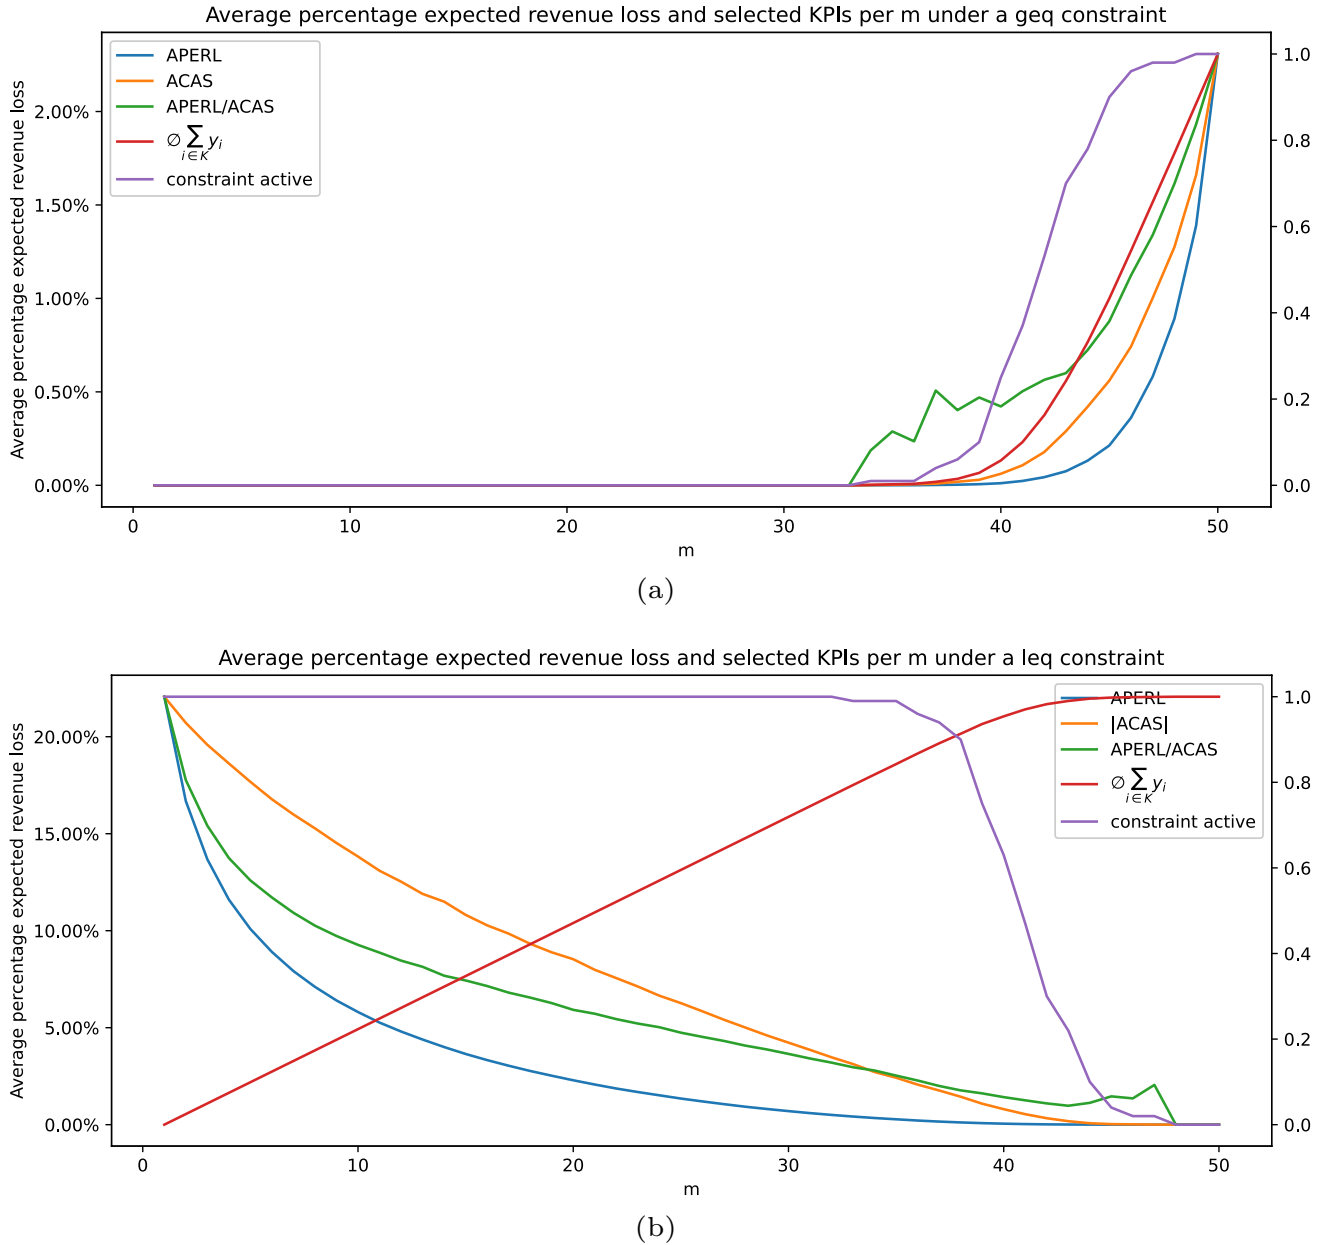 Average percentage expected revenue loss and selected KPIs per m under a geq constraint
APERL
ACAS
APERL/ACAS
∅ ∑ y_i
i ∈ K
constraint active
Average percentage expected revenue loss
2.00%
1.50%
1.00%
0.50%
0.00%
1.0
0.8
0.6
0.4
0.2
0.0
0 10 20 30 40 50
m
(a)
Average percentage expected revenue loss and selected KPIs per m under a leq constraint
APERL
|ACAS|
APERL/ACAS
∅ ∑ y_i
i ∈ K
constraint active
Average percentage expected revenue loss
20.00%
15.00%
10.00%
5.00%
0.00%
1.0
0.8
0.6
0.4
0.2
0.0
0 10 20 30 40 50
m
(b)